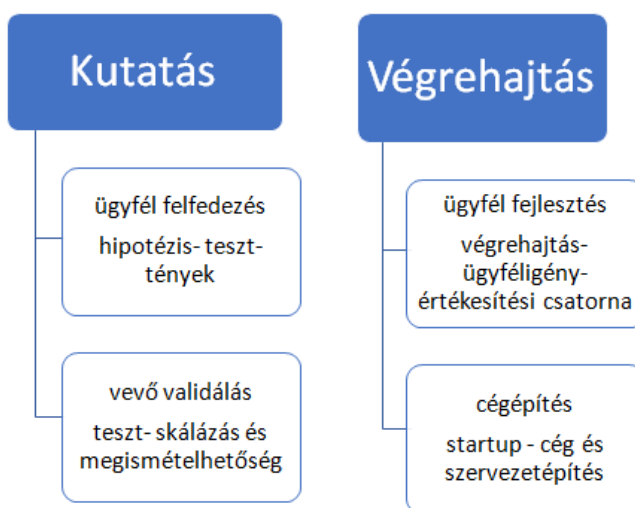 Kutatás
ügyfél felfedezés
hipotézis- teszt-
tények
vevő validálás
teszt- skálázás és
megismételhetőség
Végrehajtás
ügyfél fejlesztés
végrehajtás-
ügyféligény-
értékesítési csatorna
cégépítés
startup - cég és
szervezetépítés